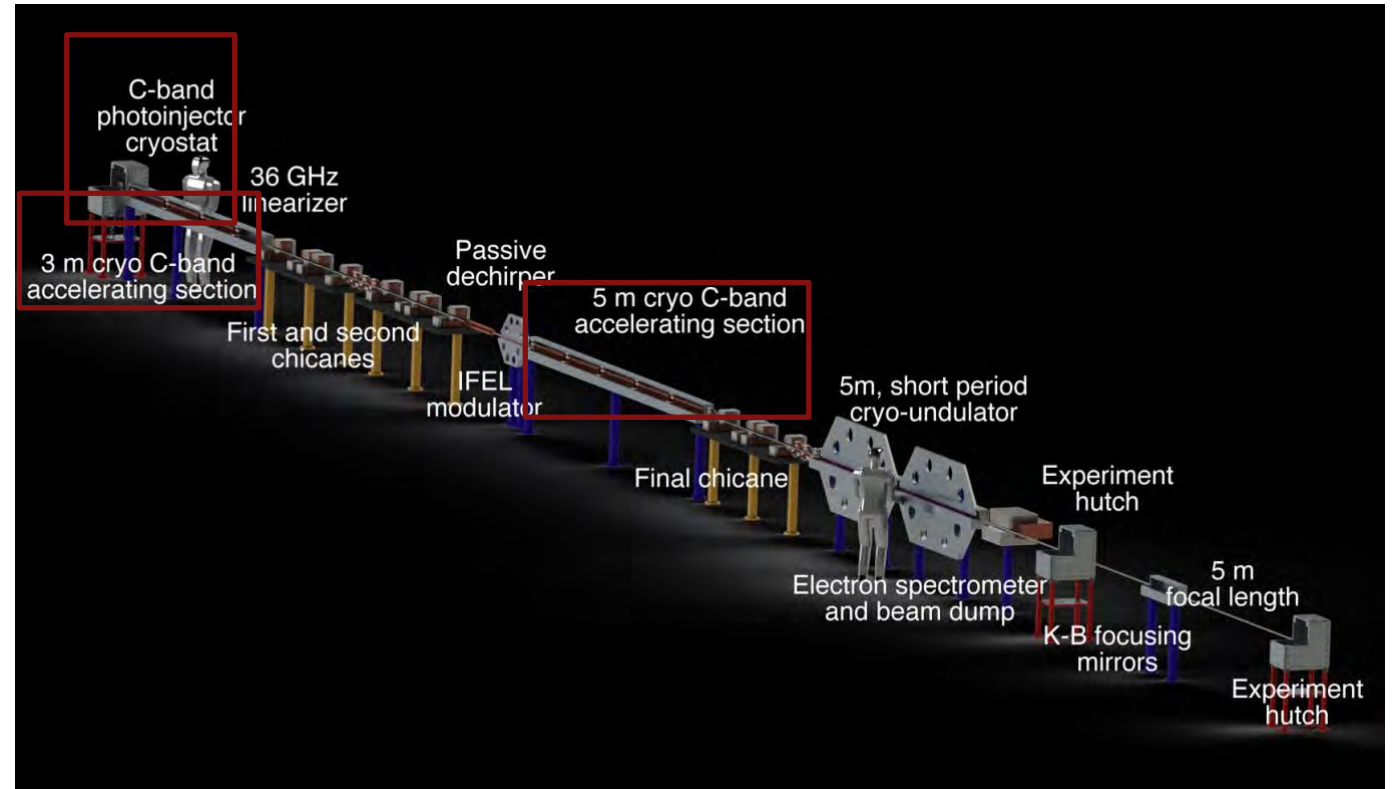 C-band
photoinjector
cryostat
36 GHz
linearizer
3 m cryo C-band
accelerating section
Passive
dechirper
First and second
chicanes
5 m cryo C-band
accelerating section
IFEL
modulator
5m, short period
cryo-undulator
Final chicane
Experiment
hutch
Electron spectrometer
and beam dump
5 m
focal length
K-B focusing
mirrors
Experiment
hutch